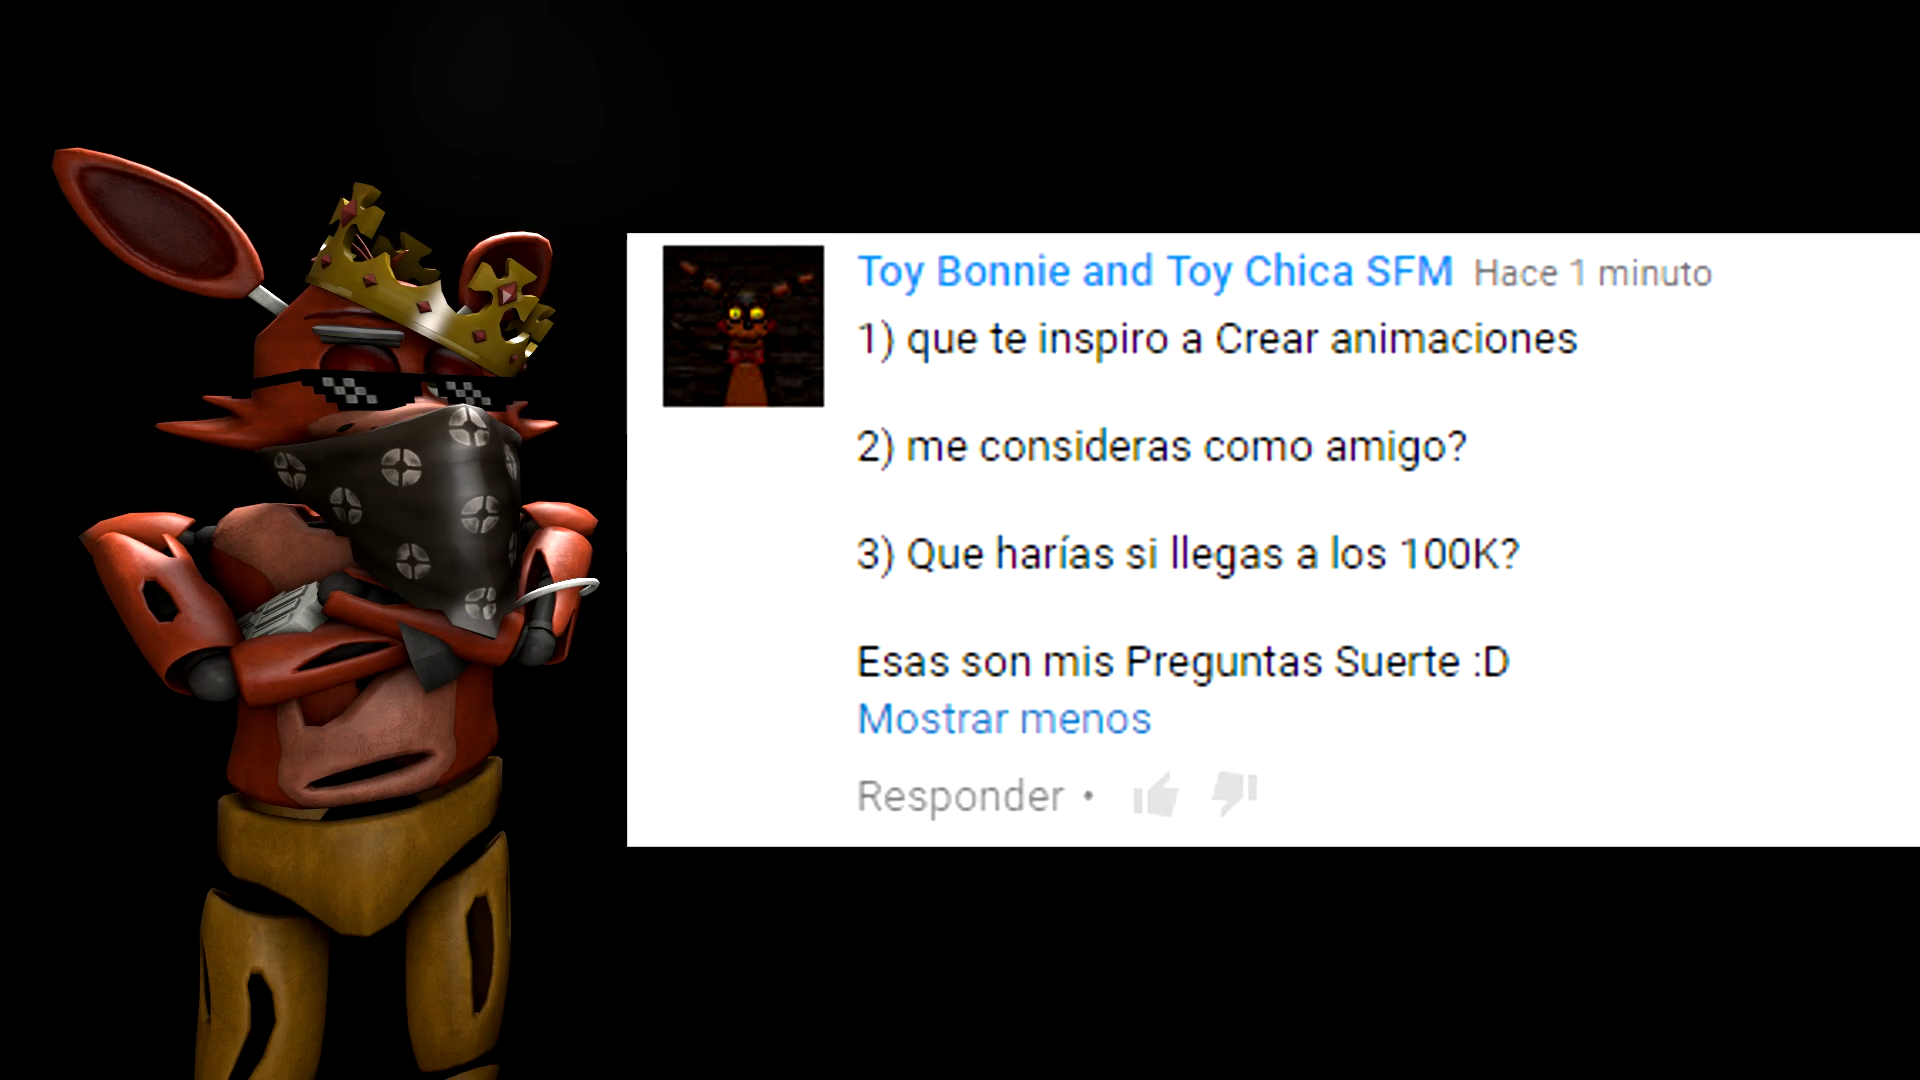 Toy Bonnie and Toy Chica SFM Hace 1 minuto
1) que te inspiro a Crear animaciones
2) me consideras como amigo?
3) Que harías si llegas a los 100K?
Esas son mis Preguntas Suerte :D
Mostrar menos
Responder •